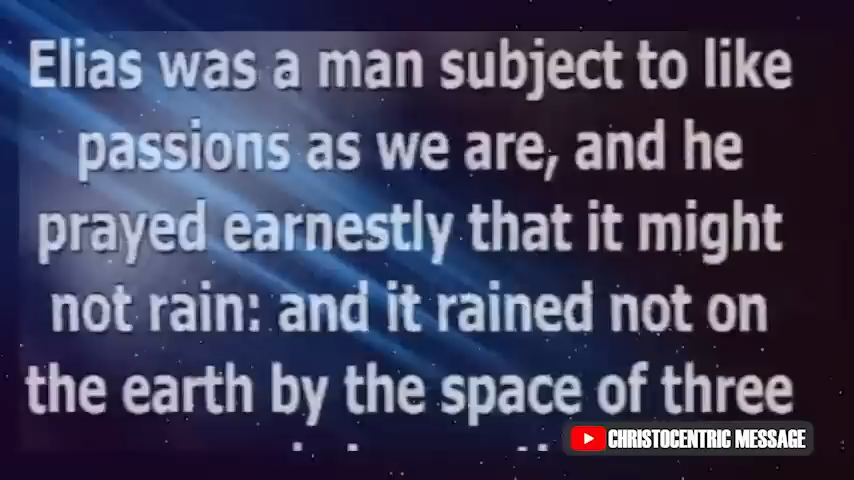 Elias was a man subject to like
passions as we are, and he
prayed earnestly that it might
not rain: and it rained not on
the earth by the space of three
CHRISTOCENTRIC MESSAGE